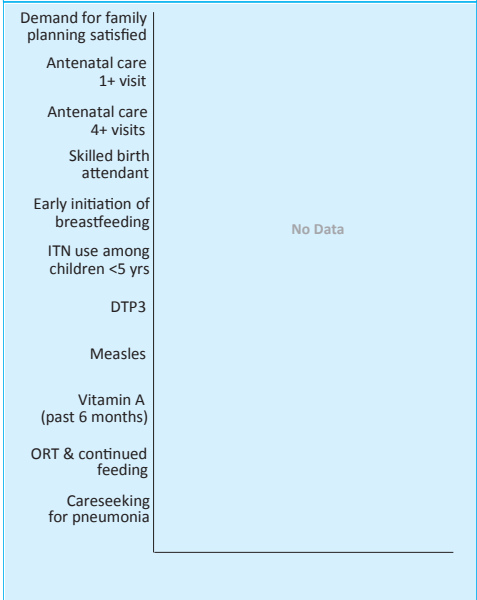 Demand for family
planning satisfied
Antenatal care
1+ visit
Antenatal care
4+ visits
Skilled birth
attendant
Early initiation of
breastfeeding
No Data
ITN use among
children <5 yrs
DTP3
Measles
Vitamin A
(past 6 months)
ORT & continued
feeding
Careseeking
for pneumonia